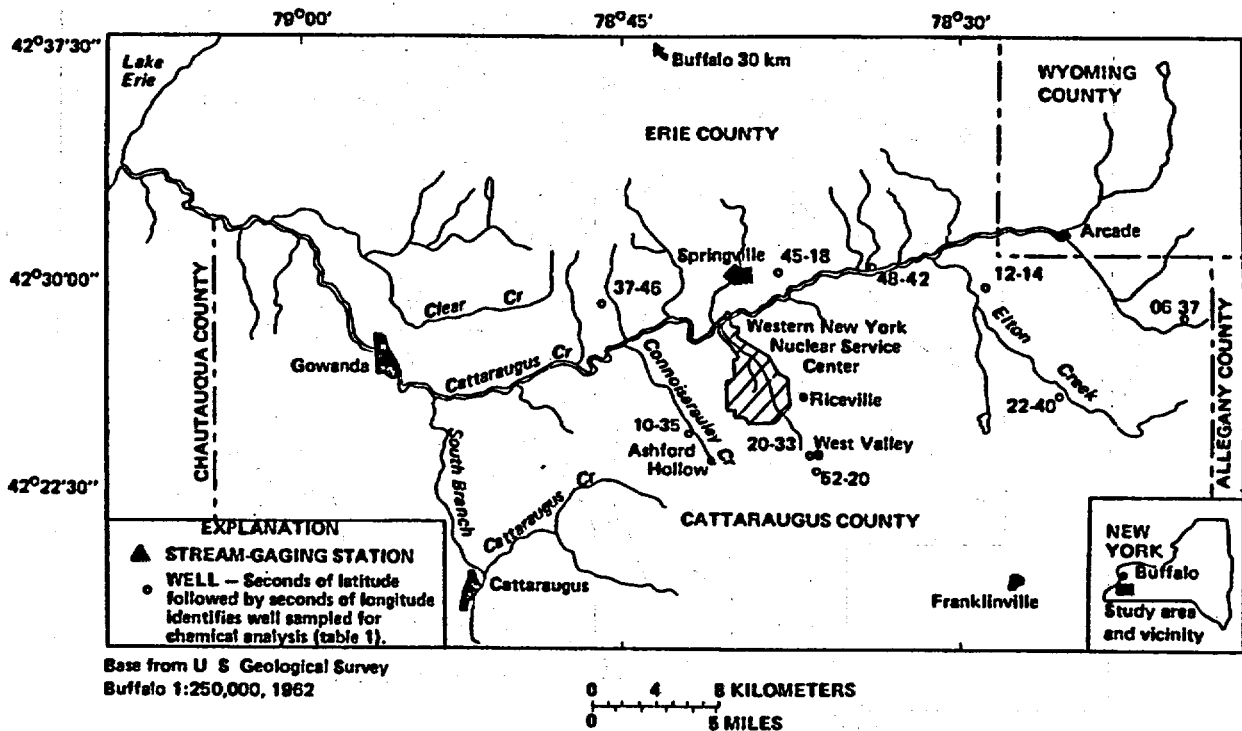 79°00'
78°45'
78°30'
42°37'30"
Lake
Erie
Buffalo 30 km
WYOMING
COUNTY
ERIE COUNTY
Arcade
Springville
45-18
42°30'00"
37-46
48-42
12-14
06 37
Clear Cr
CHAUTAUQUA COUNTY
Western New York
Nuclear Service
Center
Elton
Creek
Gowanda
Cattaraugus Cr
Connoisarauley Cr
Riceville
22-40
ALLEGANY COUNTY
10-35
20-33
West Valley
Ashford
Hollow
52-20
42°22'30"
South Branch
Cattaraugus Cr
CATTARAUGUS COUNTY
EXPLANATION
STREAM-GAGING STATION
WELL — Seconds of latitude
followed by seconds of longitude
identifies well sampled for
chemical analysis (table 1).
Cattaraugus
Franklinville
NEW
YORK
Buffalo
Study area
and vicinity
Base from U S Geological Survey
Buffalo 1:250,000, 1962
0 4 8 KILOMETERS
0 5 MILES